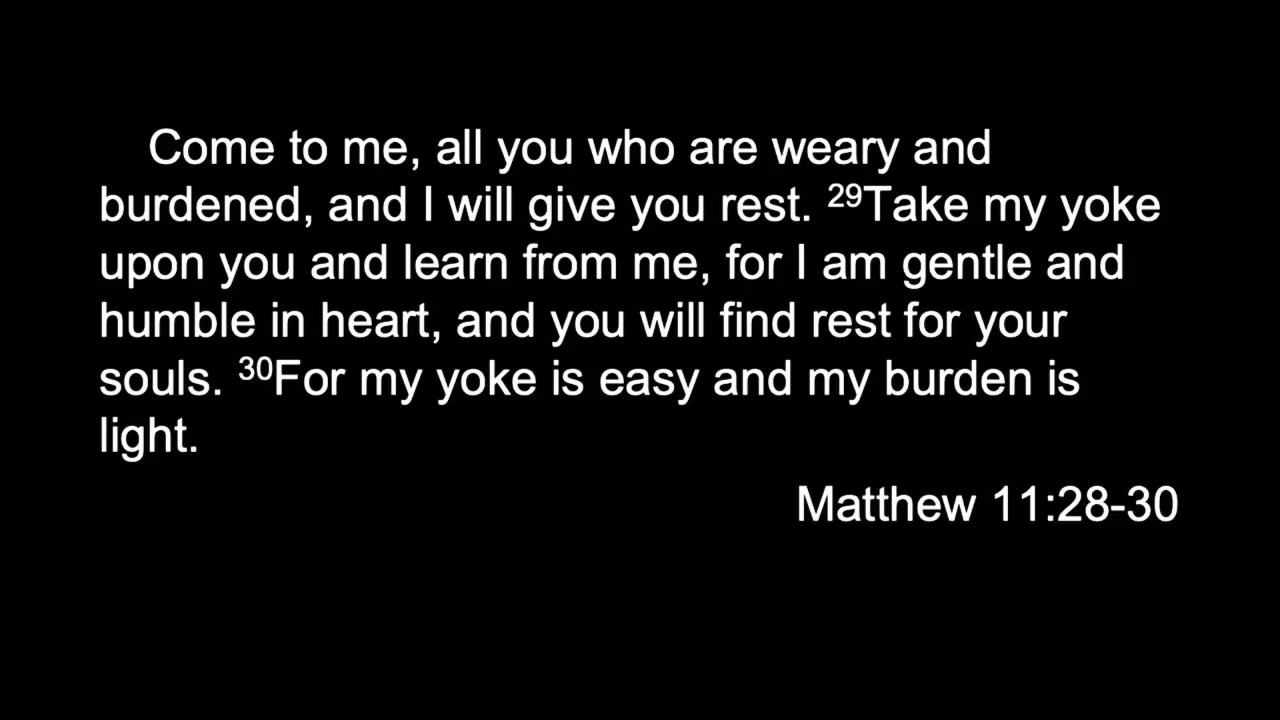 Come to me, all you who are weary and
burdened, and I will give you rest. ²⁹Take my yoke
upon you and learn from me, for I am gentle and
humble in heart, and you will find rest for your
souls. ³⁰For my yoke is easy and my burden is
light.
Matthew 11:28-30